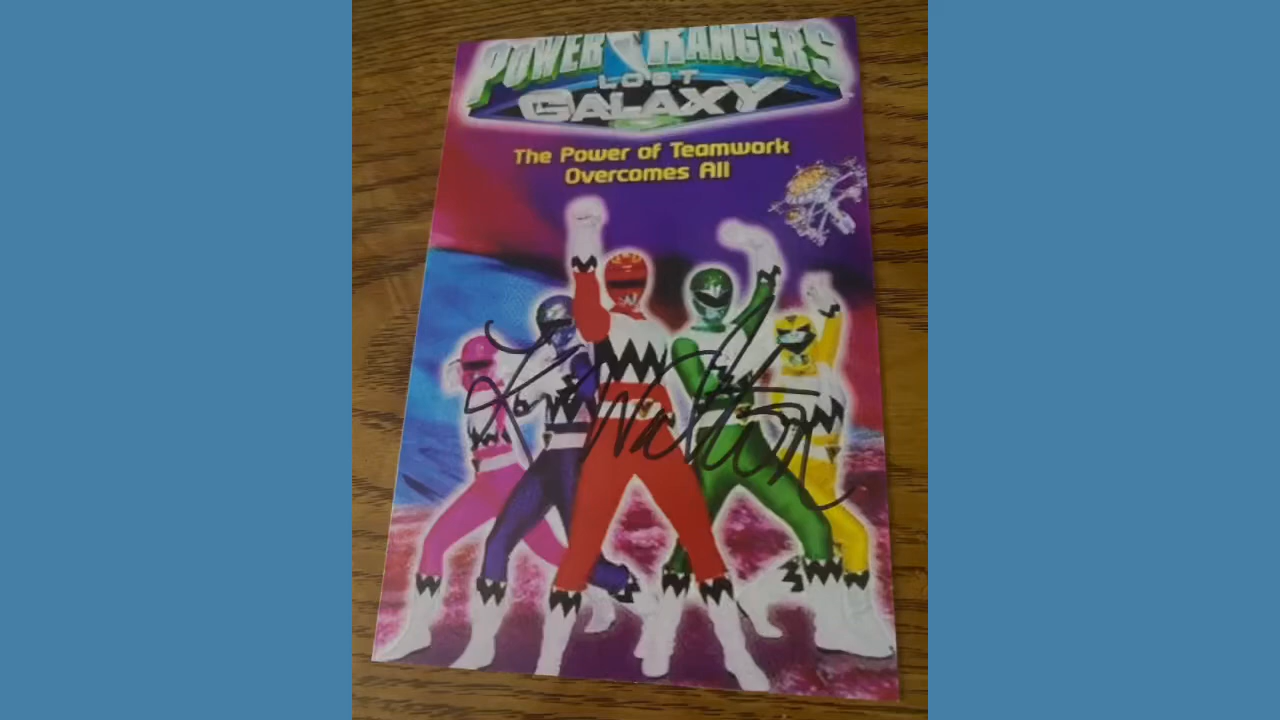 POWER RANGERS
LOST
GALAXY
The Power of Teamwork
Overcomes All